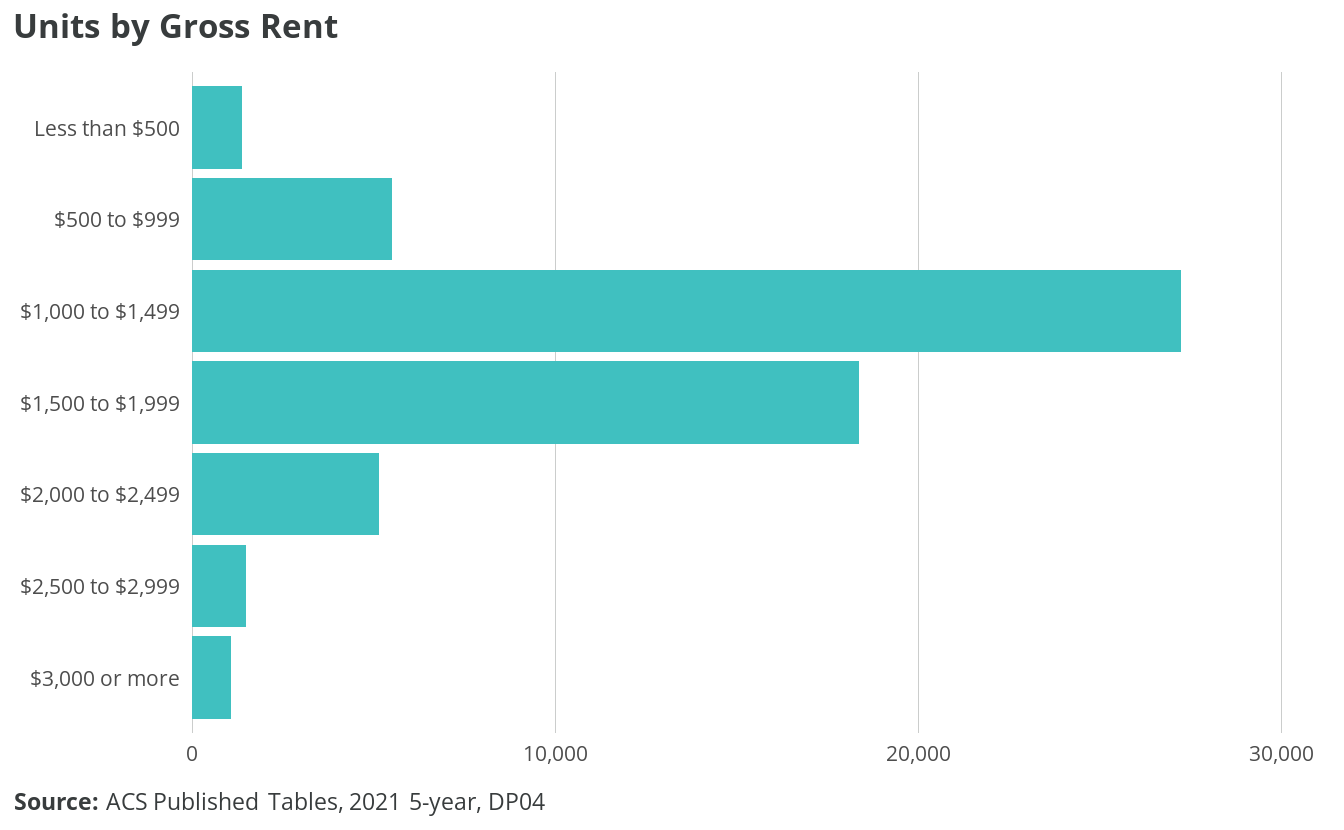 Units by Gross Rent
Less than $500
$500 to $999
$1,000 to $1,499
$1,500 to $1,999
$2,000 to $2,499
$2,500 to $2,999
$3,000 or more
0 10,000 20,000 30,000
Source: ACS Published Tables, 2021 5-year, DP04